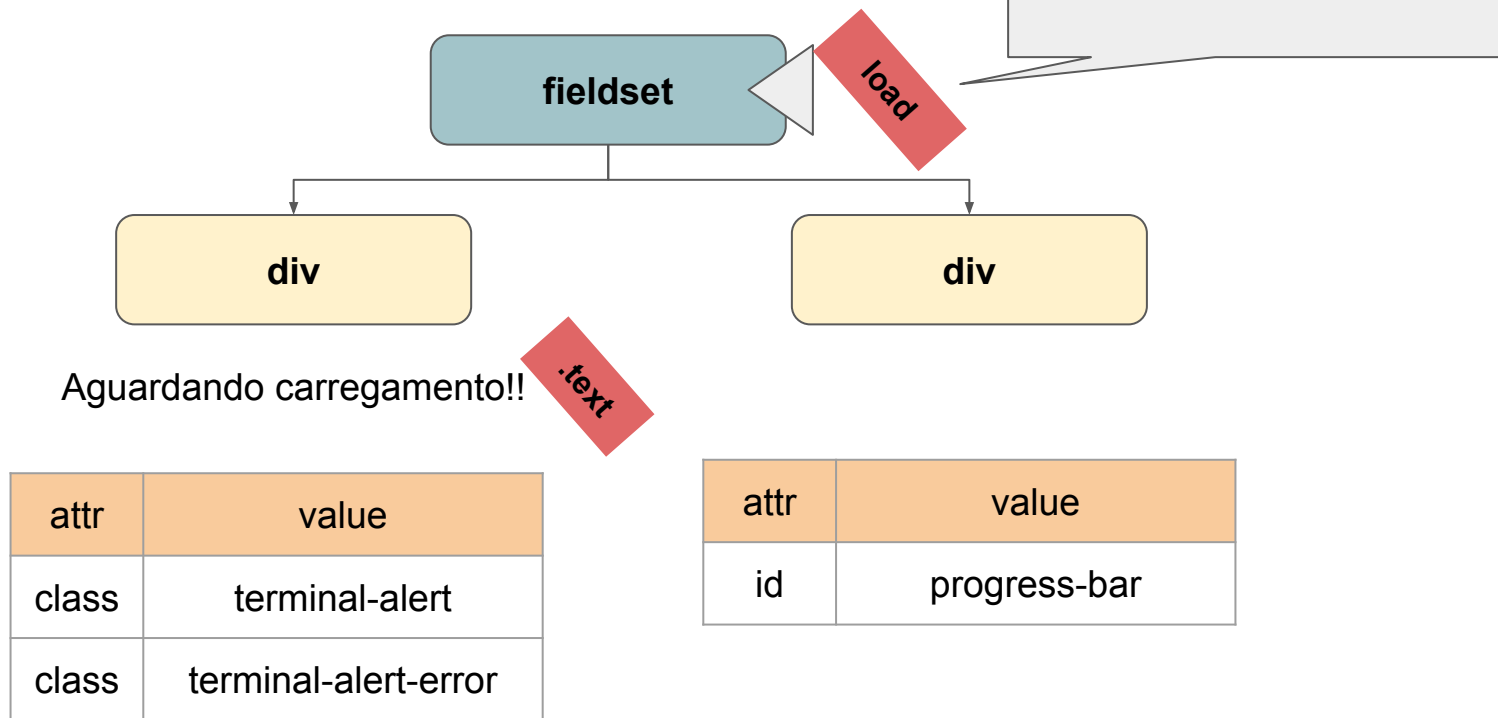 fieldset
load
div
div
Aguardando carregamento!!
.text
attr value
class terminal-alert
class terminal-alert-error
attr value
id progress-bar